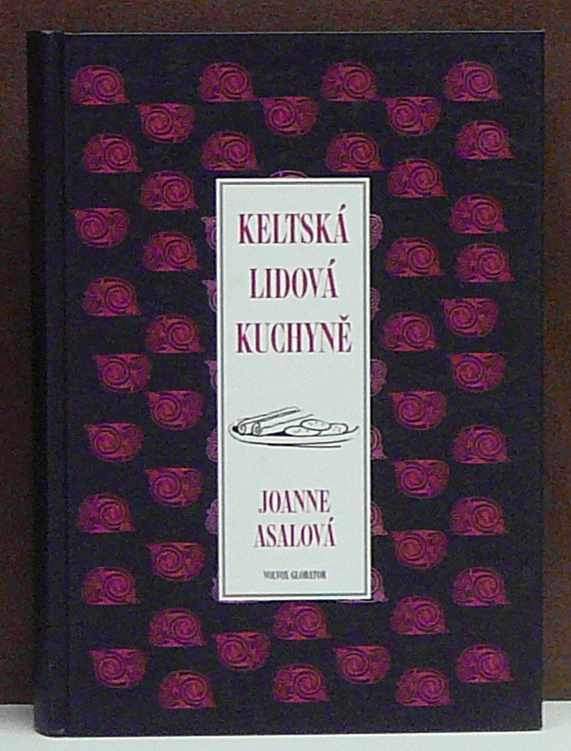 KELTSKÁ
LIDOVÁ
KUCHYNĚ
JOANNE
ASALOVÁ
VOLVOX GLOBATOR